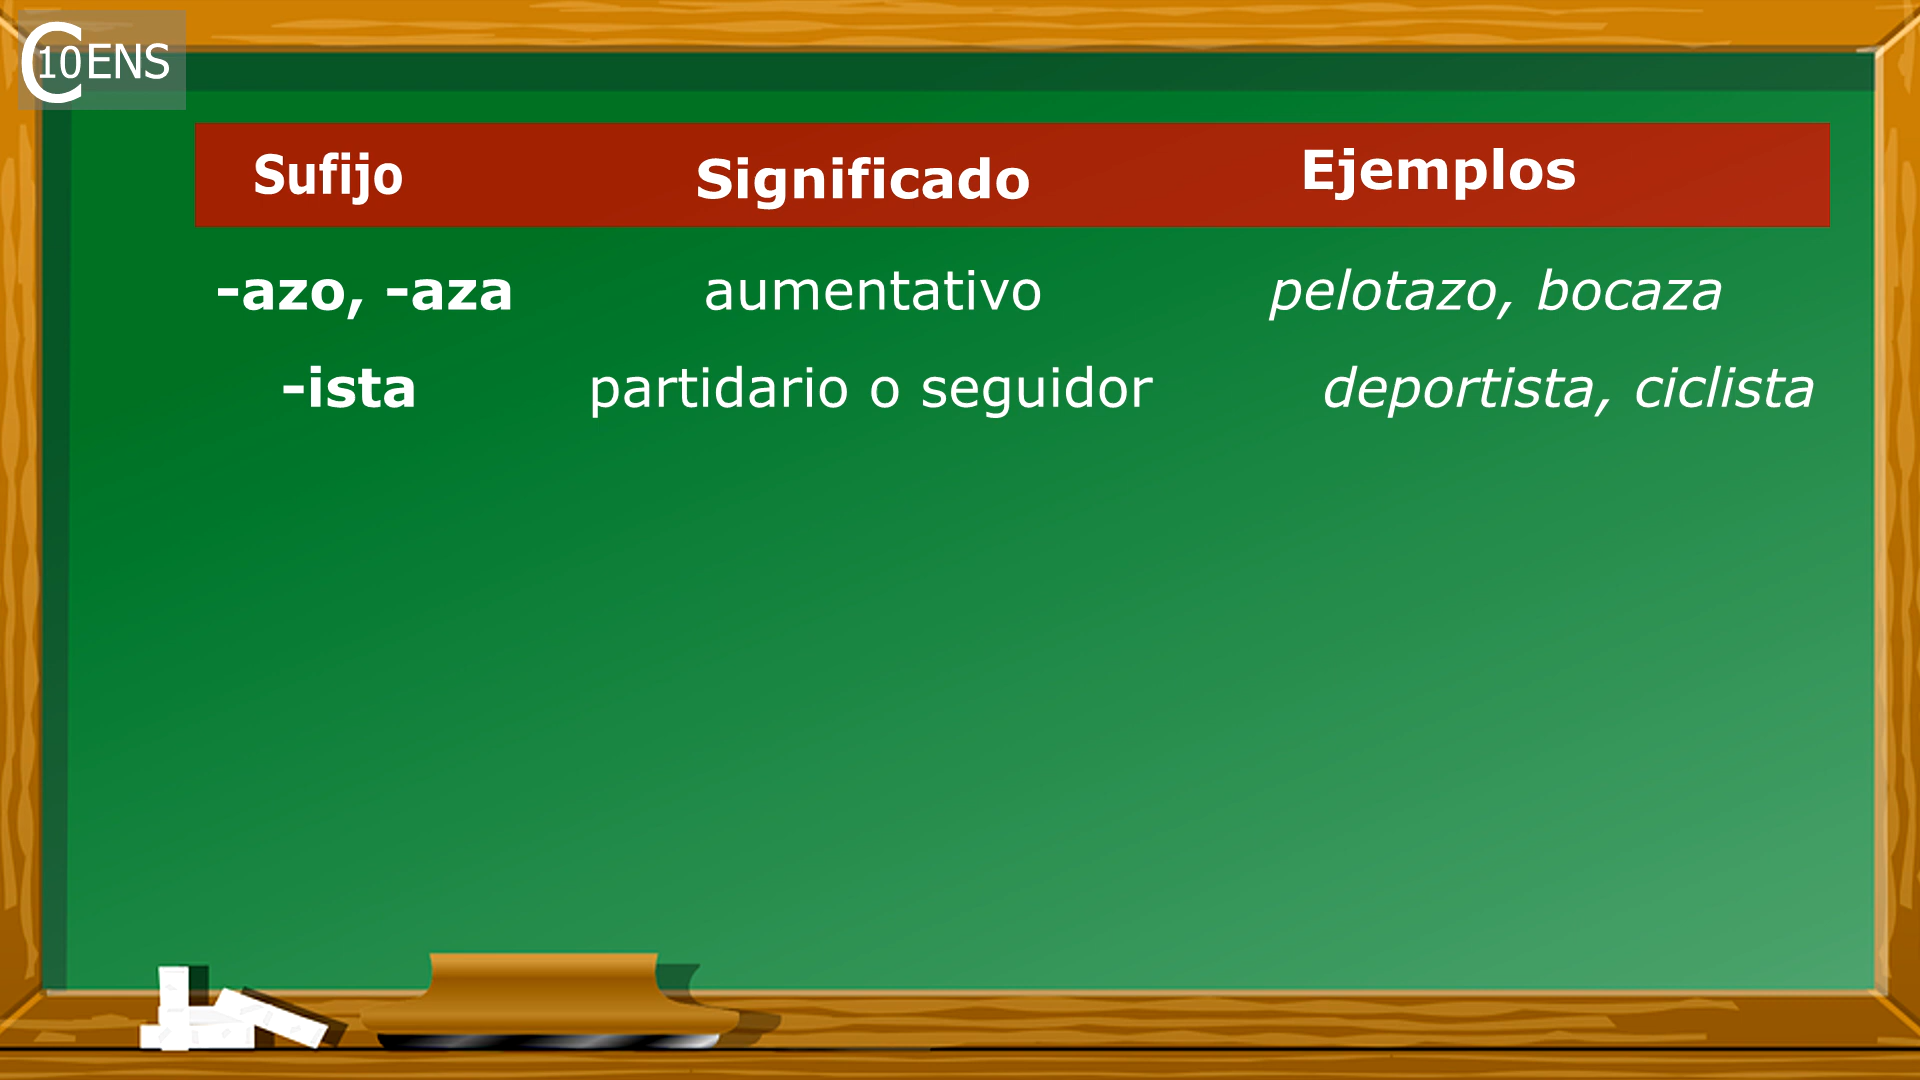 C10ENS
Sufijo Significado Ejemplos
-azo, -aza aumentativo pelotazo, bocaza
-ista partidario o seguidor deportista, ciclista